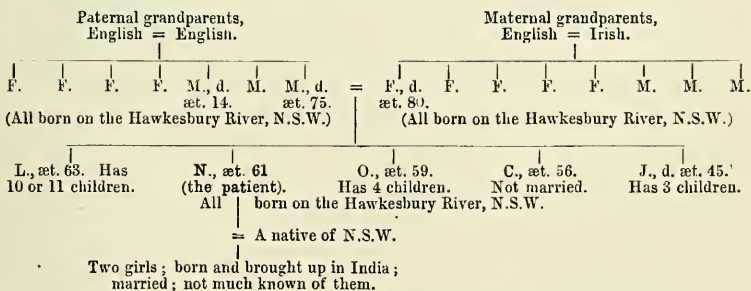 Paternal grandparents,
English = English.
Maternal grandparents,
English = Irish.
F. F. F. F. M., d. M. M., d. = F., d. F. F. F. F. M. M. M.
æt. 14. æt. 75. æt. 80.
(All born on the Hawkesbury River, N.S.W.) (All born on the Hawkesbury River, N.S.W.)
L., æt. 63. Has
10 or 11 children.
N., æt. 61
(the patient).
O., æt. 59.
Has 4 children.
C., æt. 56.
Not married.
J., d. æt. 45.'
Has 3 children.
All born on the Hawkesbury River, N.S.W.
= A native of N.S.W.
Two girls; born and brought up in India;
married; not much known of them.